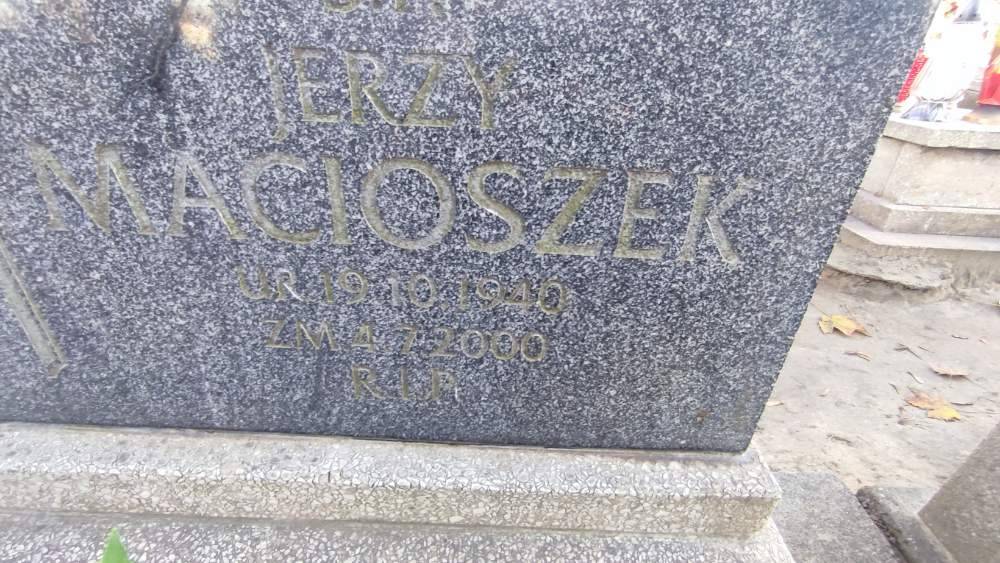 JERZY
MACIOSZEK
UR 19 10 1940
ZM 4.7 2000
R.I.P.